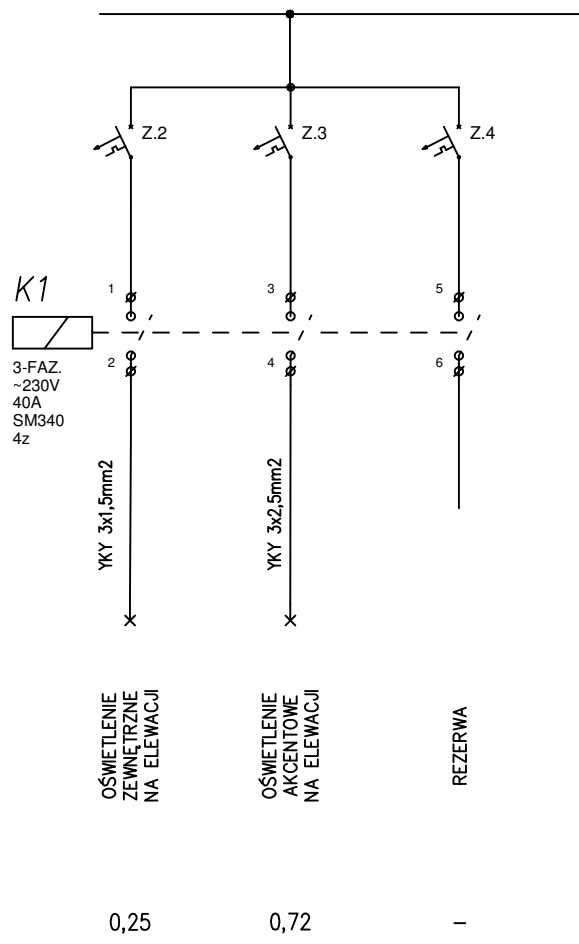 Z.2
Z.3
Z.4
K1
1
3
5
3-FAZ.
~230V
40A
SM340
4z
2
4
6
YKY 3x1,5mm2
YKY 3x2,5mm2
OŚWIETLENIE
ZEWNĘTRZNE
NA ELEWACJI
OŚWIETLENIE
AKCENTOWE
NA ELEWACJI
REZERWA
0,25
0,72
–